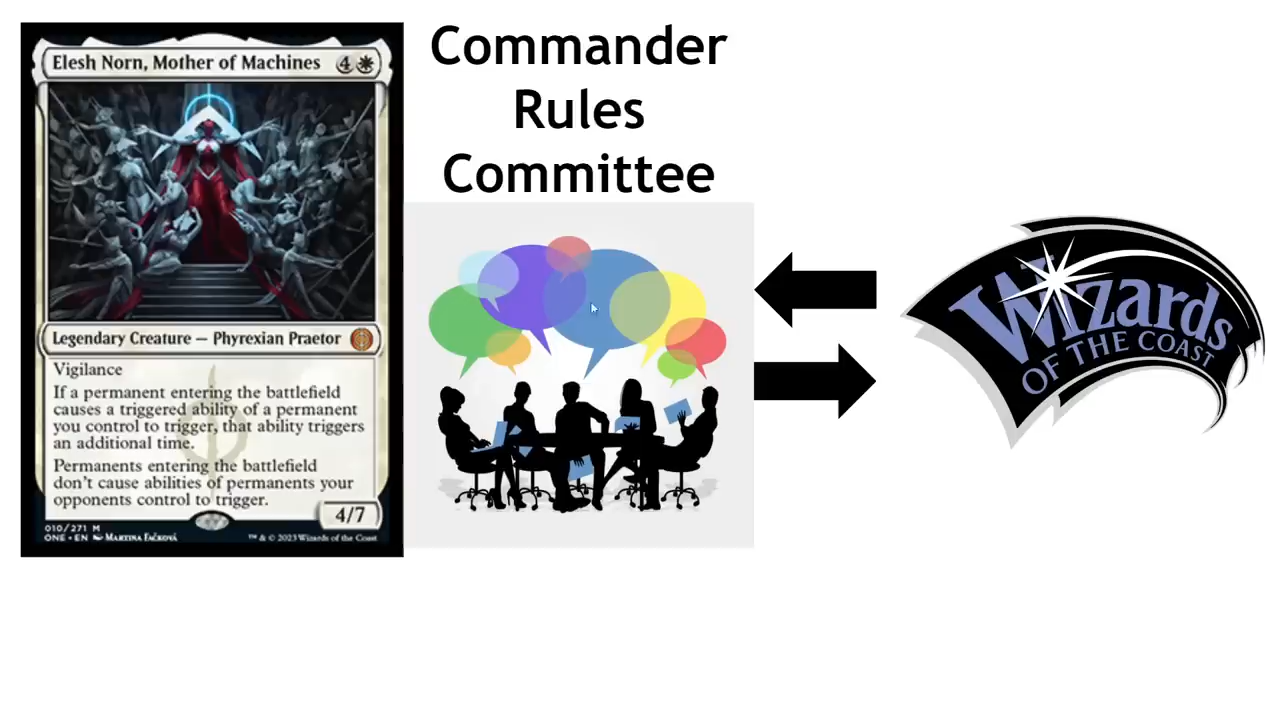 Elesh Norn, Mother of Machines 4
Legendary Creature — Phyrexian Praetor
Vigilance
If a permanent entering the battlefield
causes a triggered ability of a permanent
you control to trigger, that ability triggers
an additional time.
Permanents entering the battlefield
don't cause abilities of permanents your
opponents control to trigger.
4/7
010/271 M
ONE • EN Martina Fačková
™ & © 2023 Wizards of the Coast
Commander
Rules
Committee
Wizards
OF THE COAST